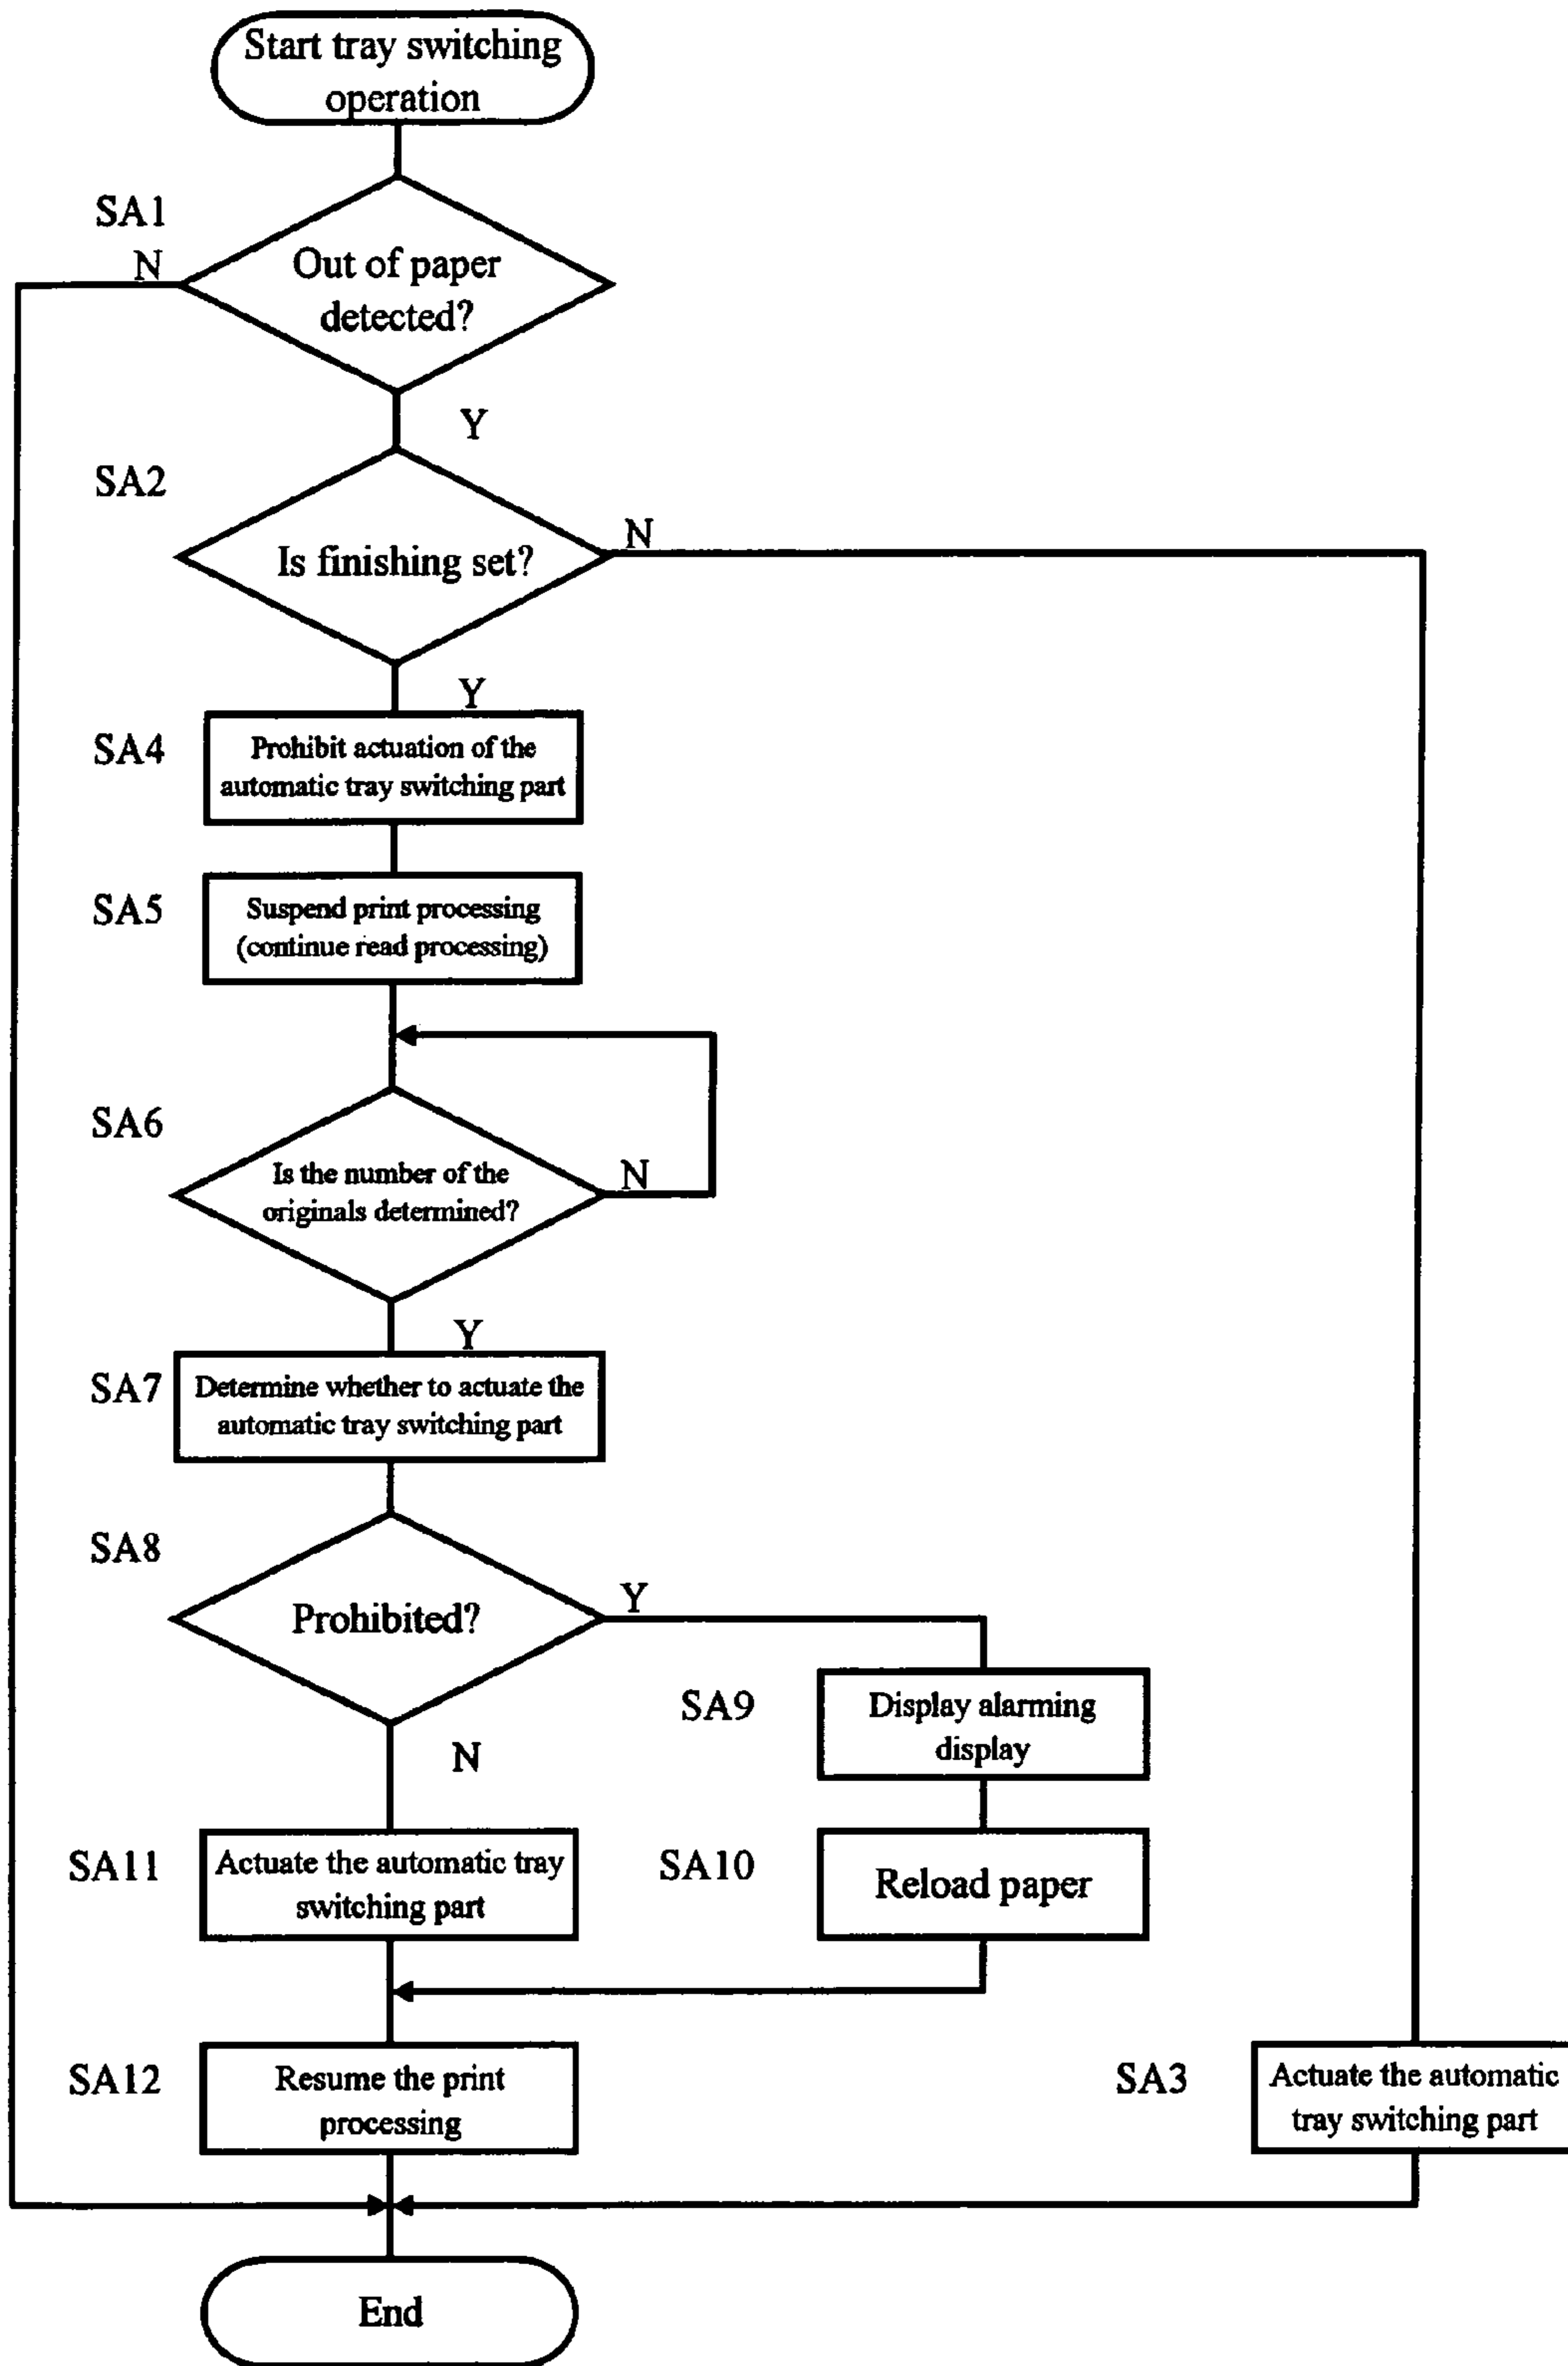 Start tray switching
operation
SA1
N
Out of paper
detected?
Y
SA2
N
Is finishing set?
Y
SA4
Prohibit actuation of the
automatic tray switching part
SA5
Suspend print processing
(continue read processing)
SA6
Is the number of the
originals determined?
N
Y
SA7
Determine whether to actuate the
automatic tray switching part
SA8
Prohibited?
Y
N
SA9
Display alarming
display
SA11
Actuate the automatic tray
switching part
SA10
Reload paper
SA12
Resume the print
processing
SA3
Actuate the automatic
tray switching part
End